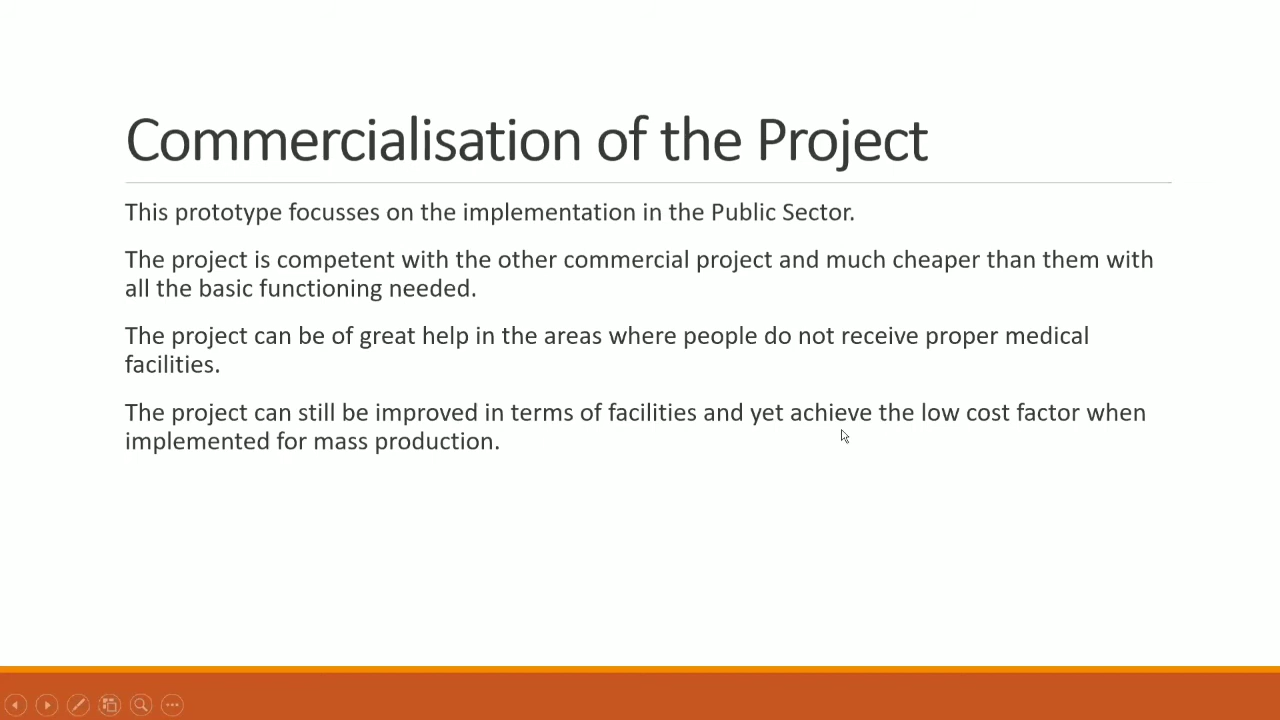 Commercialisation of the Project
This prototype focusses on the implementation in the Public Sector.
The project is competent with the other commercial project and much cheaper than them with
all the basic functioning needed.
The project can be of great help in the areas where people do not receive proper medical
facilities.
The project can still be improved in terms of facilities and yet achieve the low cost factor when
implemented for mass production.